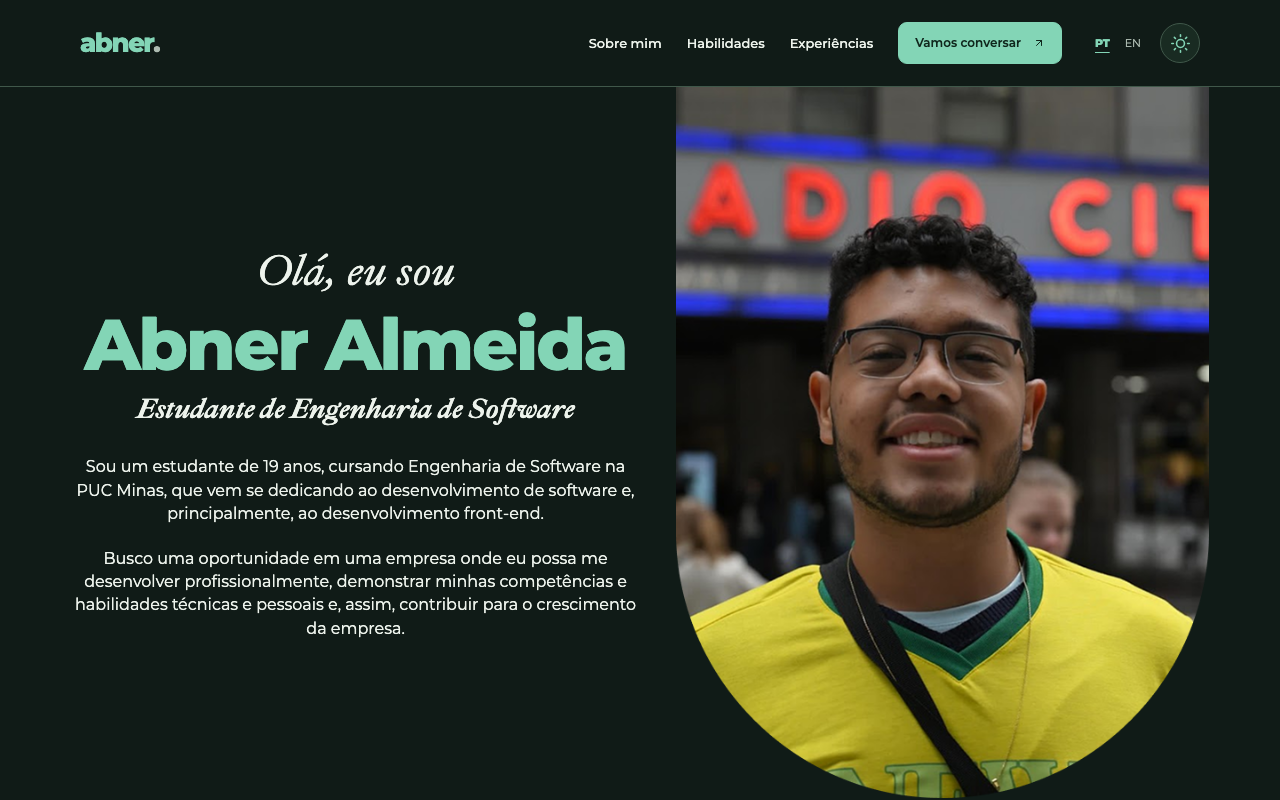 abner.
Sobre mim
Habilidades
Experiências
Vamos conversar
PT
EN
ADIO CIT
Olá, eu sou
Abner Almeida
Estudante de Engenharia de Software
Sou um estudante de 19 anos, cursando Engenharia de Software na
PUC Minas, que vem se dedicando ao desenvolvimento de software e,
principalmente, ao desenvolvimento front-end.
Busco uma oportunidade em uma empresa onde eu possa me
desenvolver profissionalmente, demonstrar minhas competências e
habilidades técnicas e pessoais e, assim, contribuir para o crescimento
da empresa.